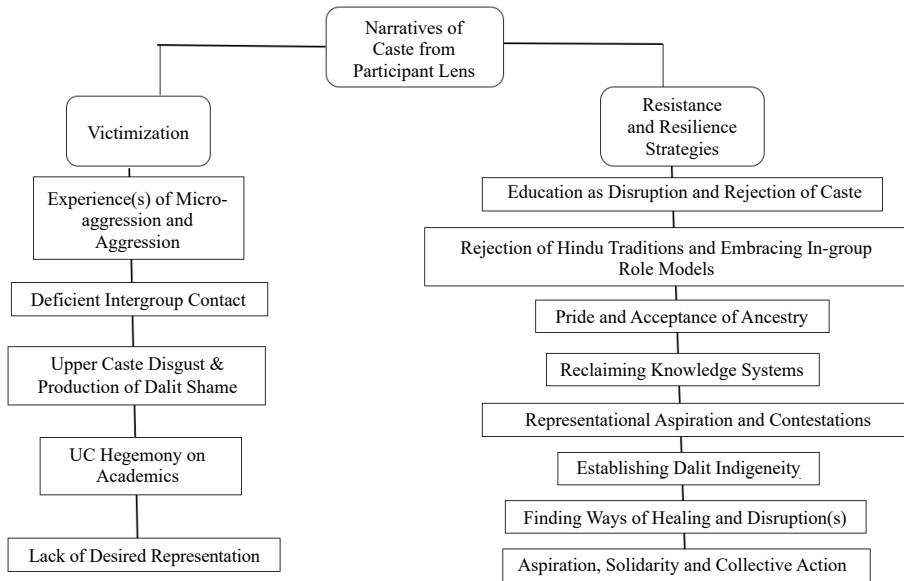 Narratives of
Caste from
Participant Lens
Victimization
Experience(s) of Micro-
aggression and
Aggression
Deficient Intergroup Contact
Upper Caste Disgust &
Production of Dalit Shame
UC Hegemony on
Academics
Lack of Desired Representation
Resistance
and Resilience
Strategies
Education as Disruption and Rejection of Caste
Rejection of Hindu Traditions and Embracing In-group
Role Models
Pride and Acceptance of Ancestry
Reclaiming Knowledge Systems
Representational Aspiration and Contestations
Establishing Dalit Indigeneity.
Finding Ways of Healing and Disruption(s)
Aspiration, Solidarity and Collective Action